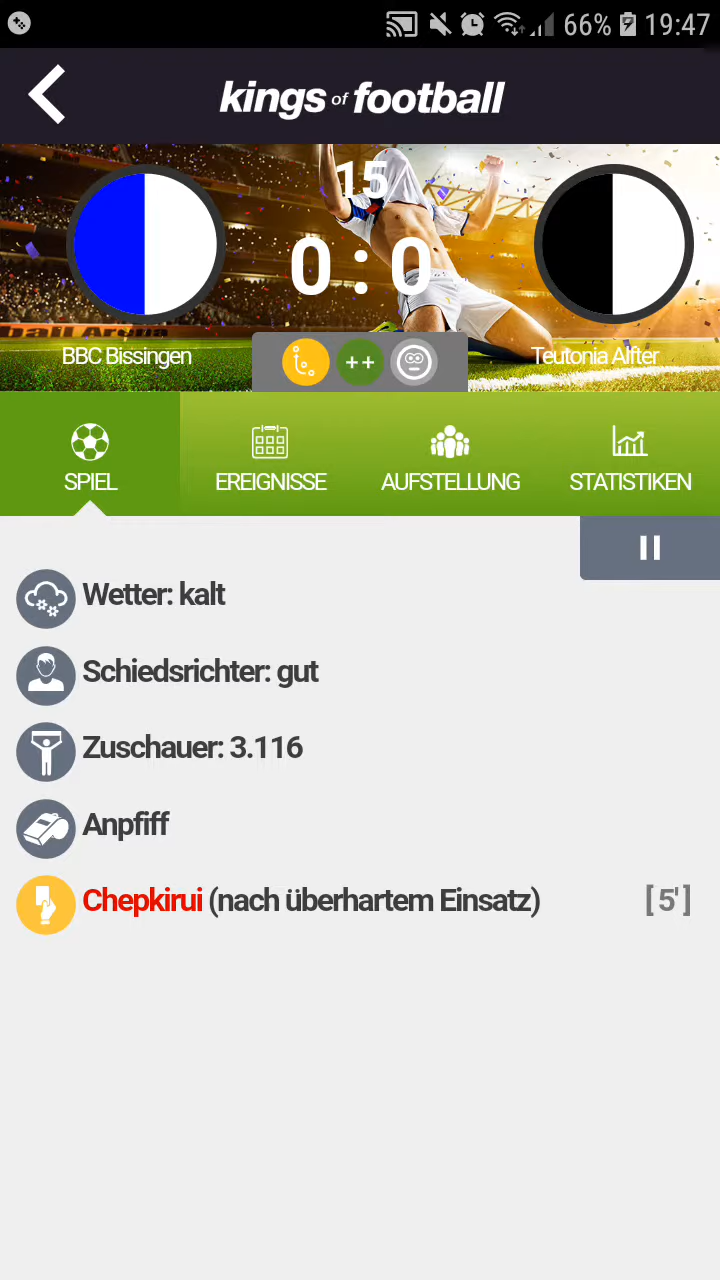 66% 19:47
kings of football
15
0 : 0
BBC Bissingen
++
Teutonia Alfter
SPIEL
EREIGNISSE
AUFSTELLUNG
STATISTIKEN
Wetter: kalt
Schiedsrichter: gut
Zuschauer: 3.116
Anpfiff
Chepkirui (nach überhartem Einsatz) [5']